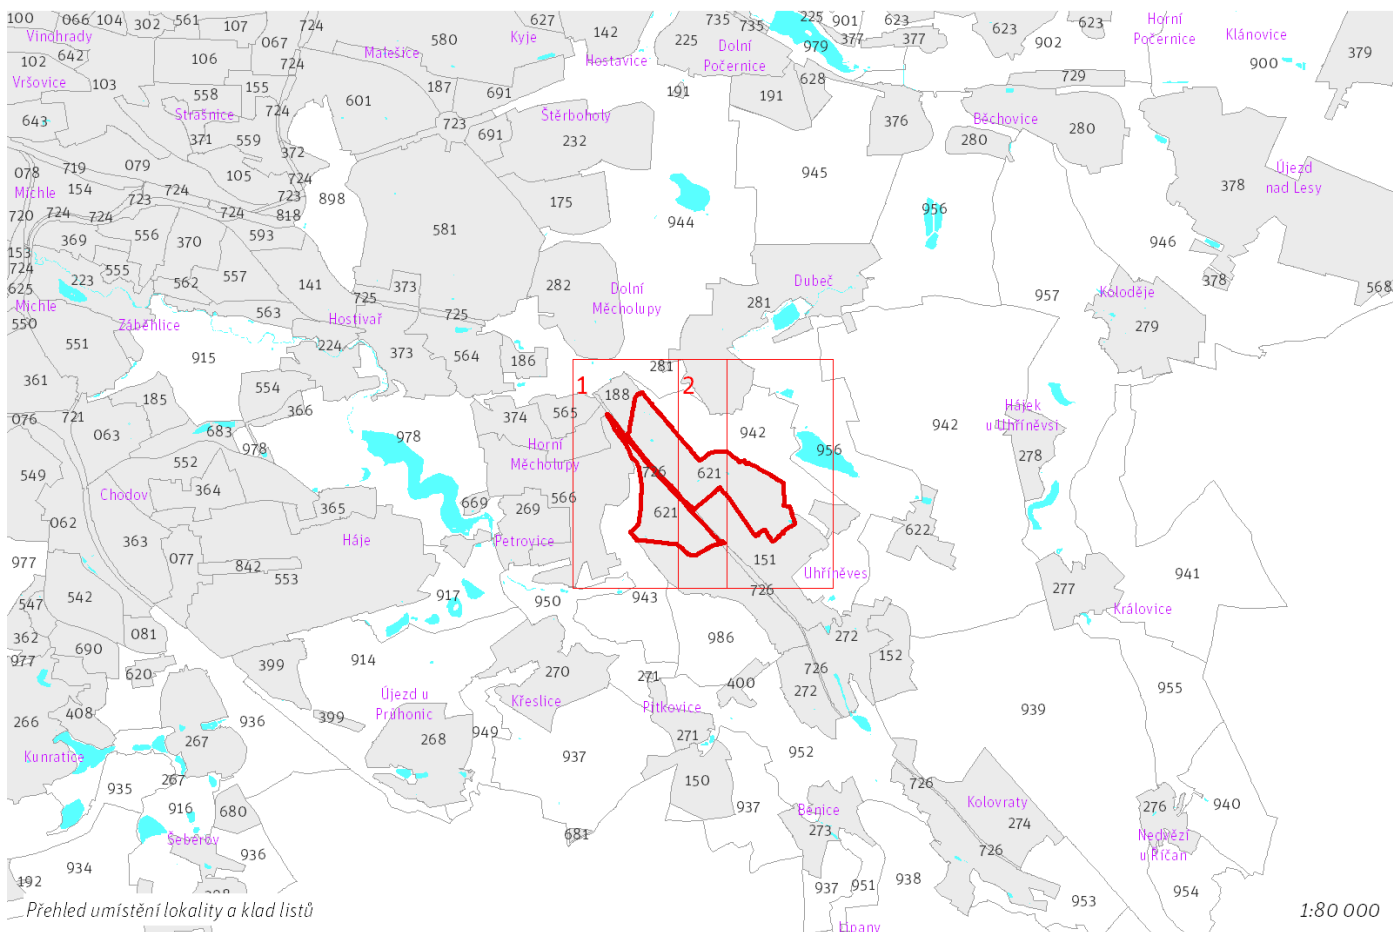 100 066 104 302 561 107 724 627 142 735 735 225 901 623 623 623 Horní Počernice
Vinohrady 067 Malešice 580 Kyje 225 Dolní Počernice 979 377 377 902 Klánovice 379
102 642 106 724 Hostavice 900
Vršovice 103 558 155 601 187 691 191 191 628 729
643 Strašnice 724 723 691 Štěrboholy 376 Běchovice 280
371 559 372 232 280
078 719 079 105 724 945 Újezd nad Lesy
Michle 154 724 723 723 898 175 378
720 724 724 724 818 944 956
153 369 556 370 593 581 946
724 223 555 557 141 373 282 Dolní Měcholupy Dubeč 378
625 562 725 281 957 Koloděje 568
Michle 563 725 279
550 Záběhlice Hostivař
551 915 224 373 564 186 281
361 554 1 188 2
185 366 374 565 Hájek u Uhříněvsi
076 721 063 683 978 978 Horní Měcholupy 942 942
552 726 956 278
549 Chodov 364 365 669 566 621
062 269 621 622
363 Háje Petrovice
977 077 842 553 151 Uhříněves 941
547 542 917 950 943 726 277 Královice
362 081 986 272
977 690 914 152
620 399 270 271 726 955
266 408 399 Újezd u Průhonic Křeslice Pitkovice 400 272 939
936 268 949 271
Kunratice 267 937 952
935 267 150 726
916 680 937 Benice Kolovraty 276 940
Šeberov 681 273 274 Nedvězí u Říčan
934 936 726
192 937 951 938 953 954
Přehled umístění lokality a klad listů 1:80 000
Lipany